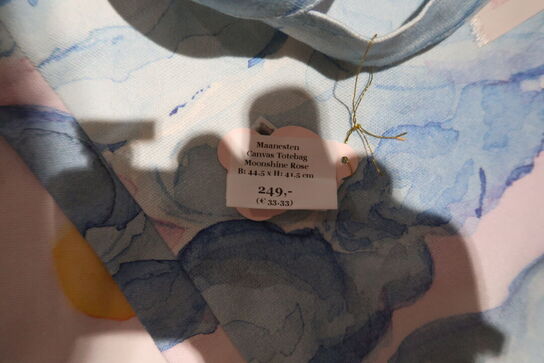 Maanesten
Canvas Totebag
Moonshine Rose
B: 44.5 x H: 41.5 cm
249,-
(€ 33.33)